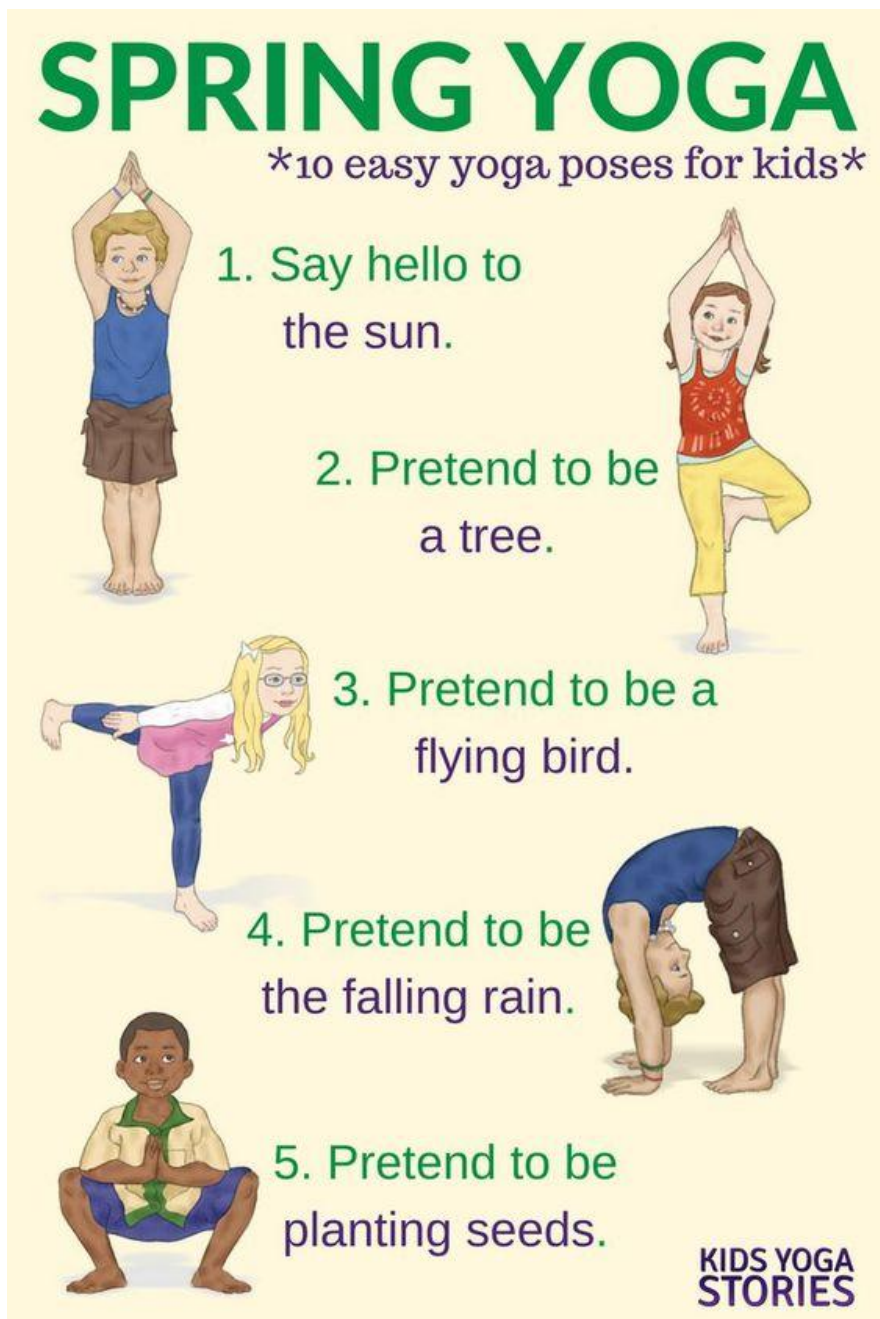 SPRING YOGA
*10 easy yoga poses for kids*
1. Say hello to
the sun.
2. Pretend to be
a tree.
3. Pretend to be a
flying bird.
4. Pretend to be
the falling rain.
5. Pretend to be
planting seeds.
KIDS YOGA
STORIES